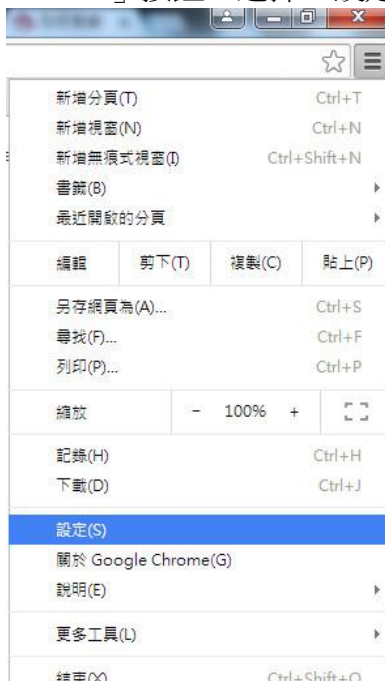 新增分頁(T) Ctrl+T
新增視窗(N) Ctrl+N
新增無痕式視窗(I) Ctrl+Shift+N
書籤(B)
最近開啟的分頁
編輯 剪下(T) 複製(C) 貼上(P)
另存網頁為(A)... Ctrl+S
尋找(F)... Ctrl+F
列印(P)... Ctrl+P
縮放 - 100% +
記錄(H) Ctrl+H
下載(D) Ctrl+J
設定(S)
關於 Google Chrome(G)
說明(E)
更多工具(L)
結束(X) Ctrl+Shift+Q